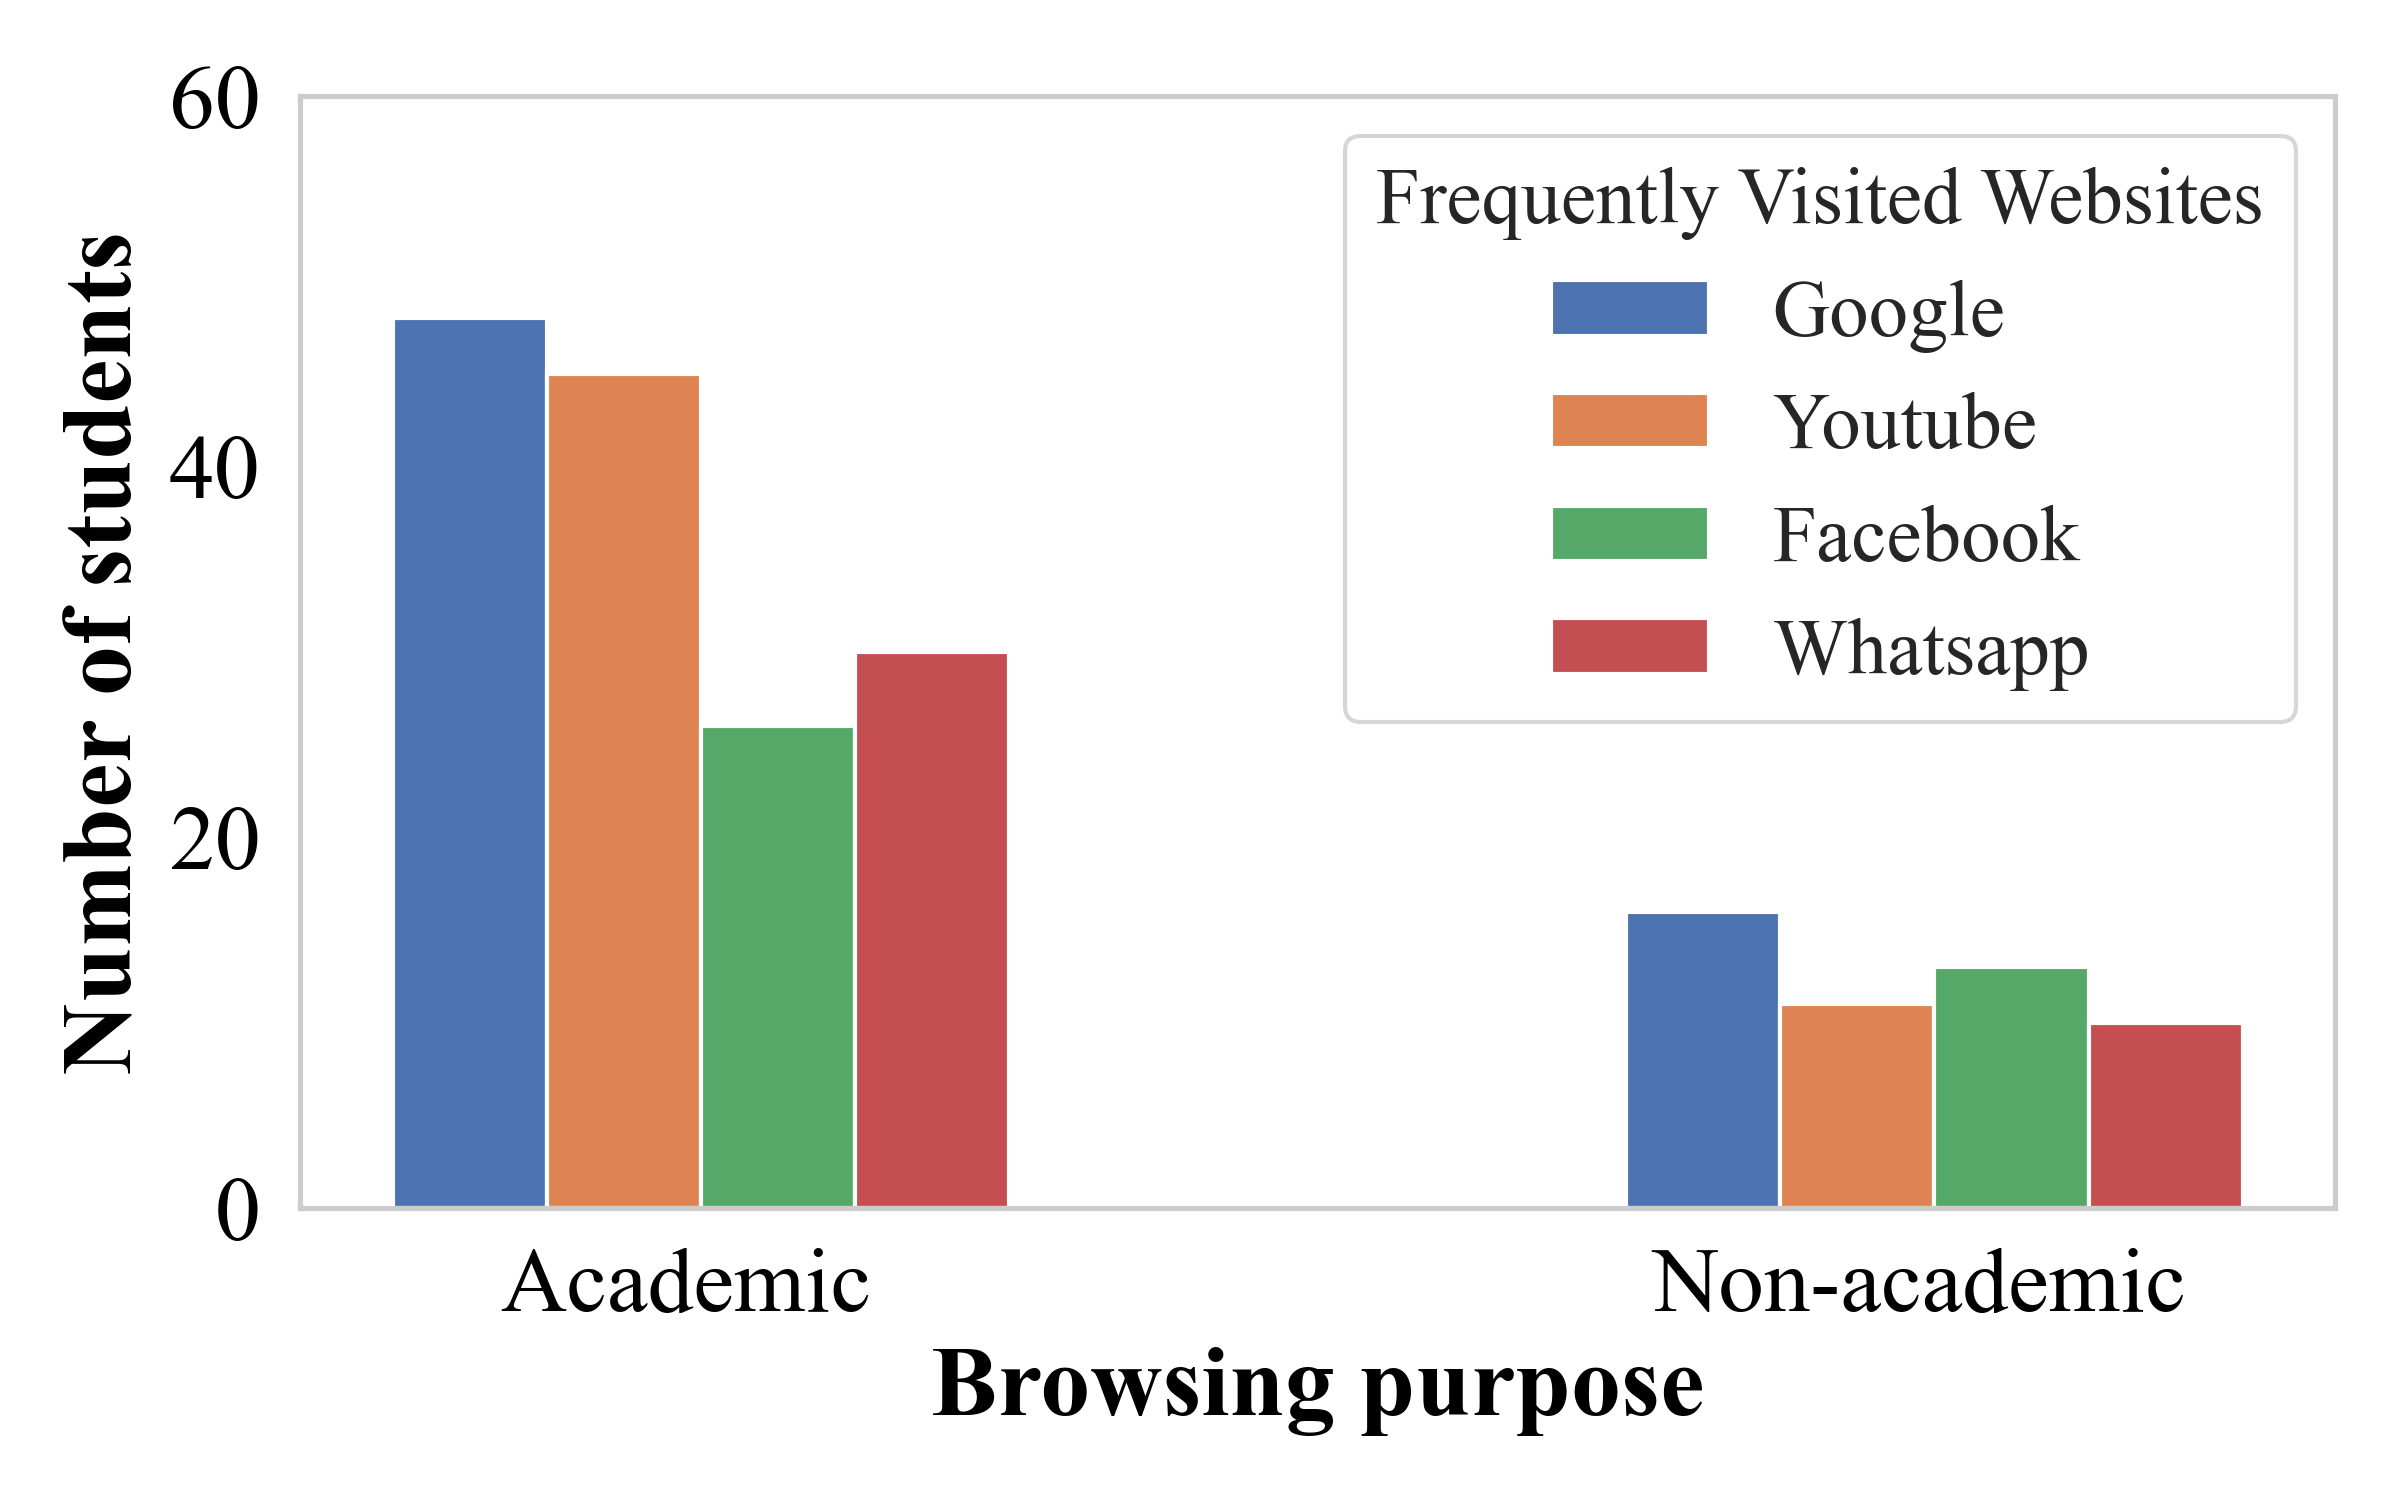 60
40
20
0
Number of students
Frequently Visited Websites
Google
Youtube
Facebook
Whatsapp
Academic
Non-academic
Browsing purpose